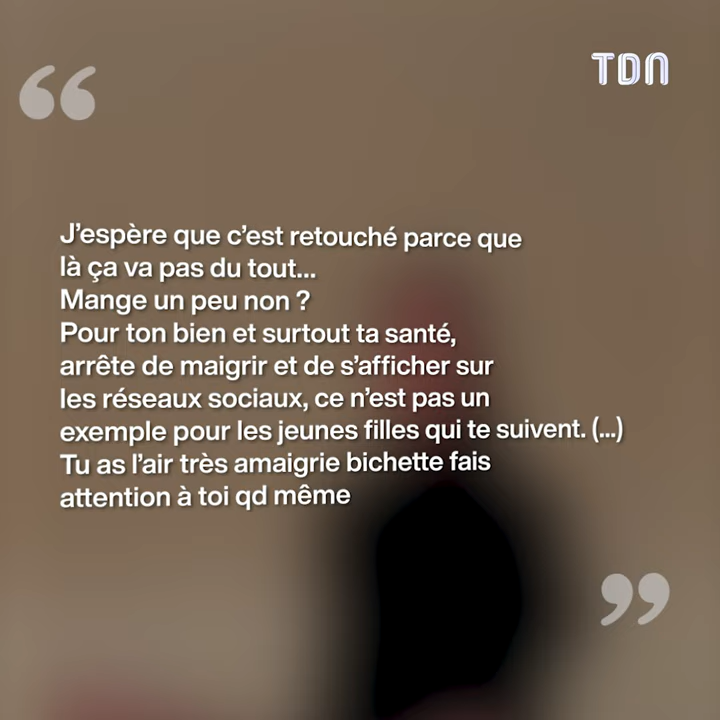 TDN
“
J’espère que c’est retouché parce que
là ça va pas du tout...
Mange un peu non ?
Pour ton bien et surtout ta santé,
arrête de maigrir et de s’afficher sur
les réseaux sociaux, ce n’est pas un
exemple pour les jeunes filles qui te suivent. (...)
Tu as l’air très amaigrie bichette fais
attention à toi qd même
”